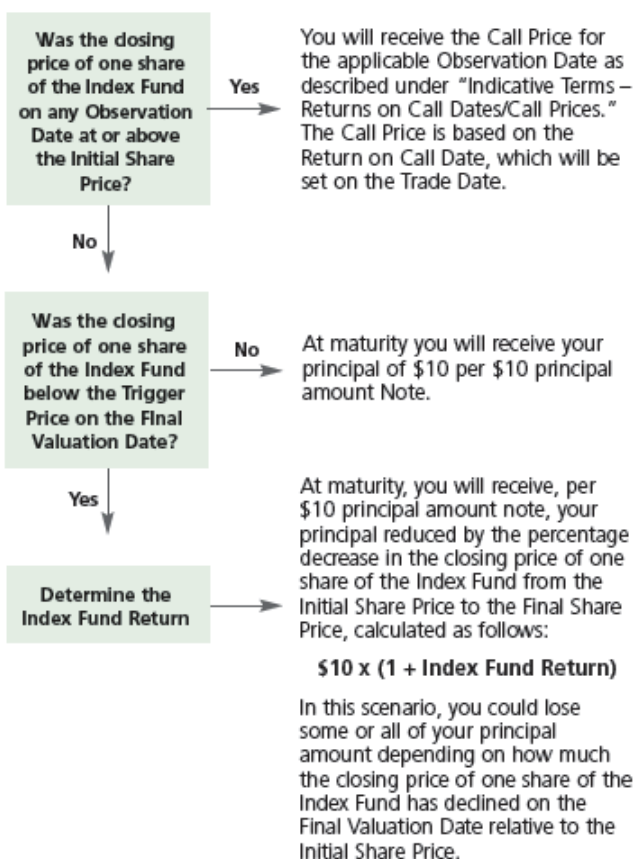 Was the closing
price of one share
of the Index Fund
on any Observation
Date at or above
the Initial Share
Price?
Yes
You will receive the Call Price for
the applicable Observation Date as
described under “Indicative Terms –
Returns on Call Dates/Call Prices.”
The Call Price is based on the
Return on Call Date, which will be
set on the Trade Date.
No
Was the closing
price of one share
of the Index Fund
below the Trigger
Price on the Final
Valuation Date?
No
At maturity you will receive your
principal of $10 per $10 principal
amount Note.
Yes
Determine the
Index Fund Return
At maturity, you will receive, per
$10 principal amount note, your
principal reduced by the percentage
decrease in the closing price of one
share of the Index Fund from the
Initial Share Price to the Final Share
Price, calculated as follows:
$10 x (1 + Index Fund Return)
In this scenario, you could lose
some or all of your principal
amount depending on how much
the closing price of one share of the
Index Fund has declined on the
Final Valuation Date relative to the
Initial Share Price.